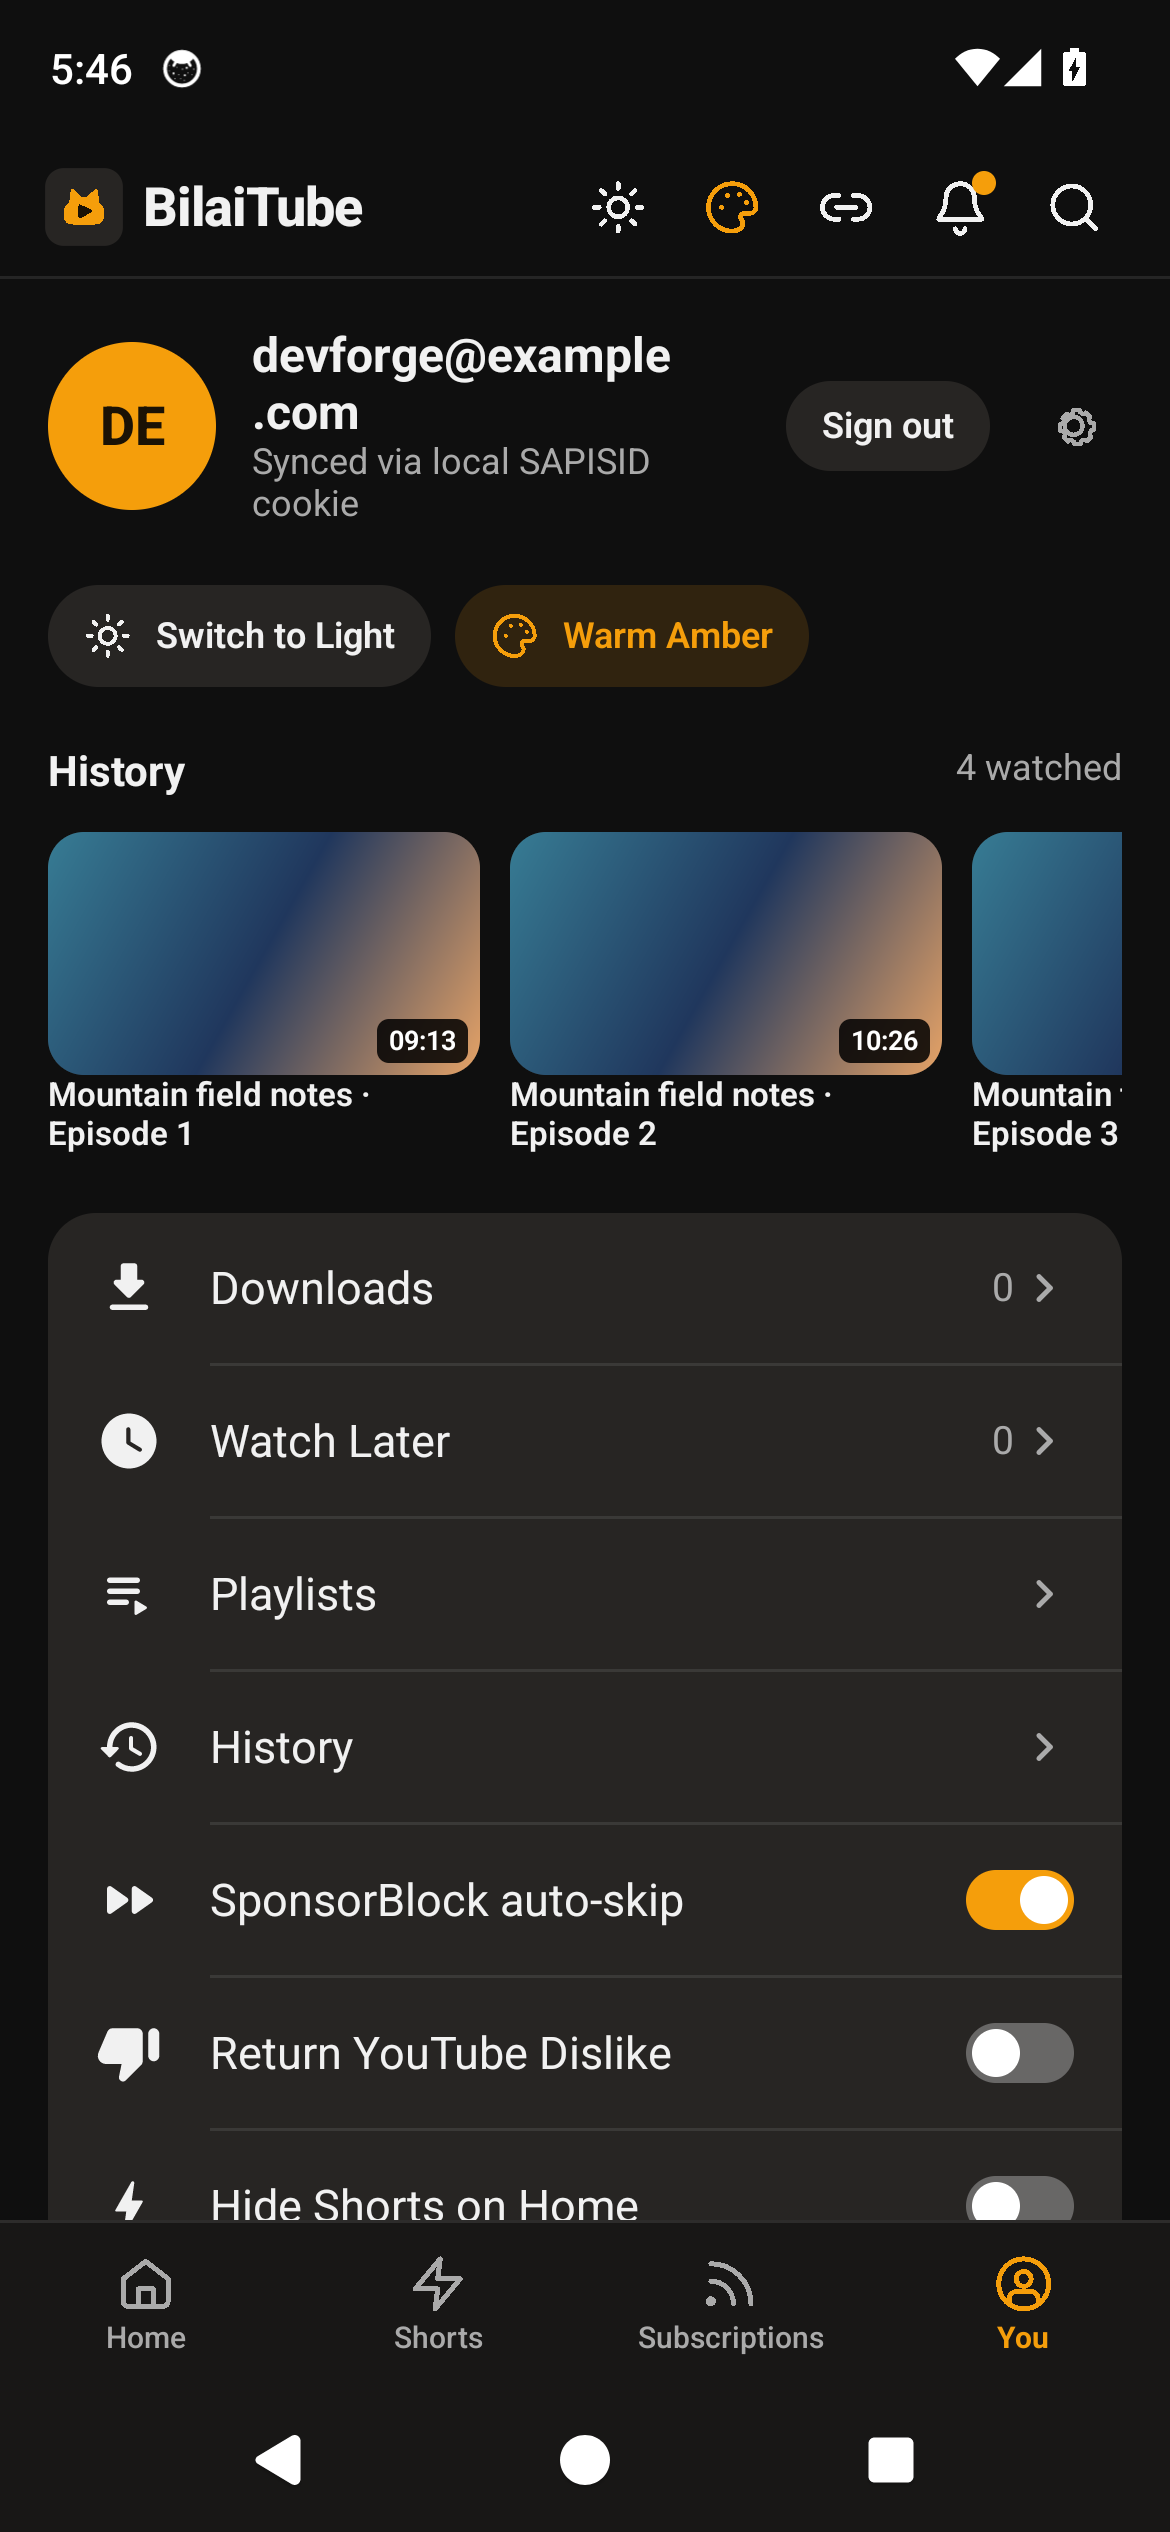 5:46
BilaiTube
DE
devforge@example
.com
Synced via local SAPISID
cookie
Sign out
Switch to Light
Warm Amber
History
4 watched
09:13
10:26
Mountain field notes ·
Episode 1
Mountain field notes ·
Episode 2
Mountain
Episode 3
Downloads
0
Watch Later
0
Playlists
History
SponsorBlock auto-skip
Return YouTube Dislike
Hide Shorts on Home
Home
Shorts
Subscriptions
You